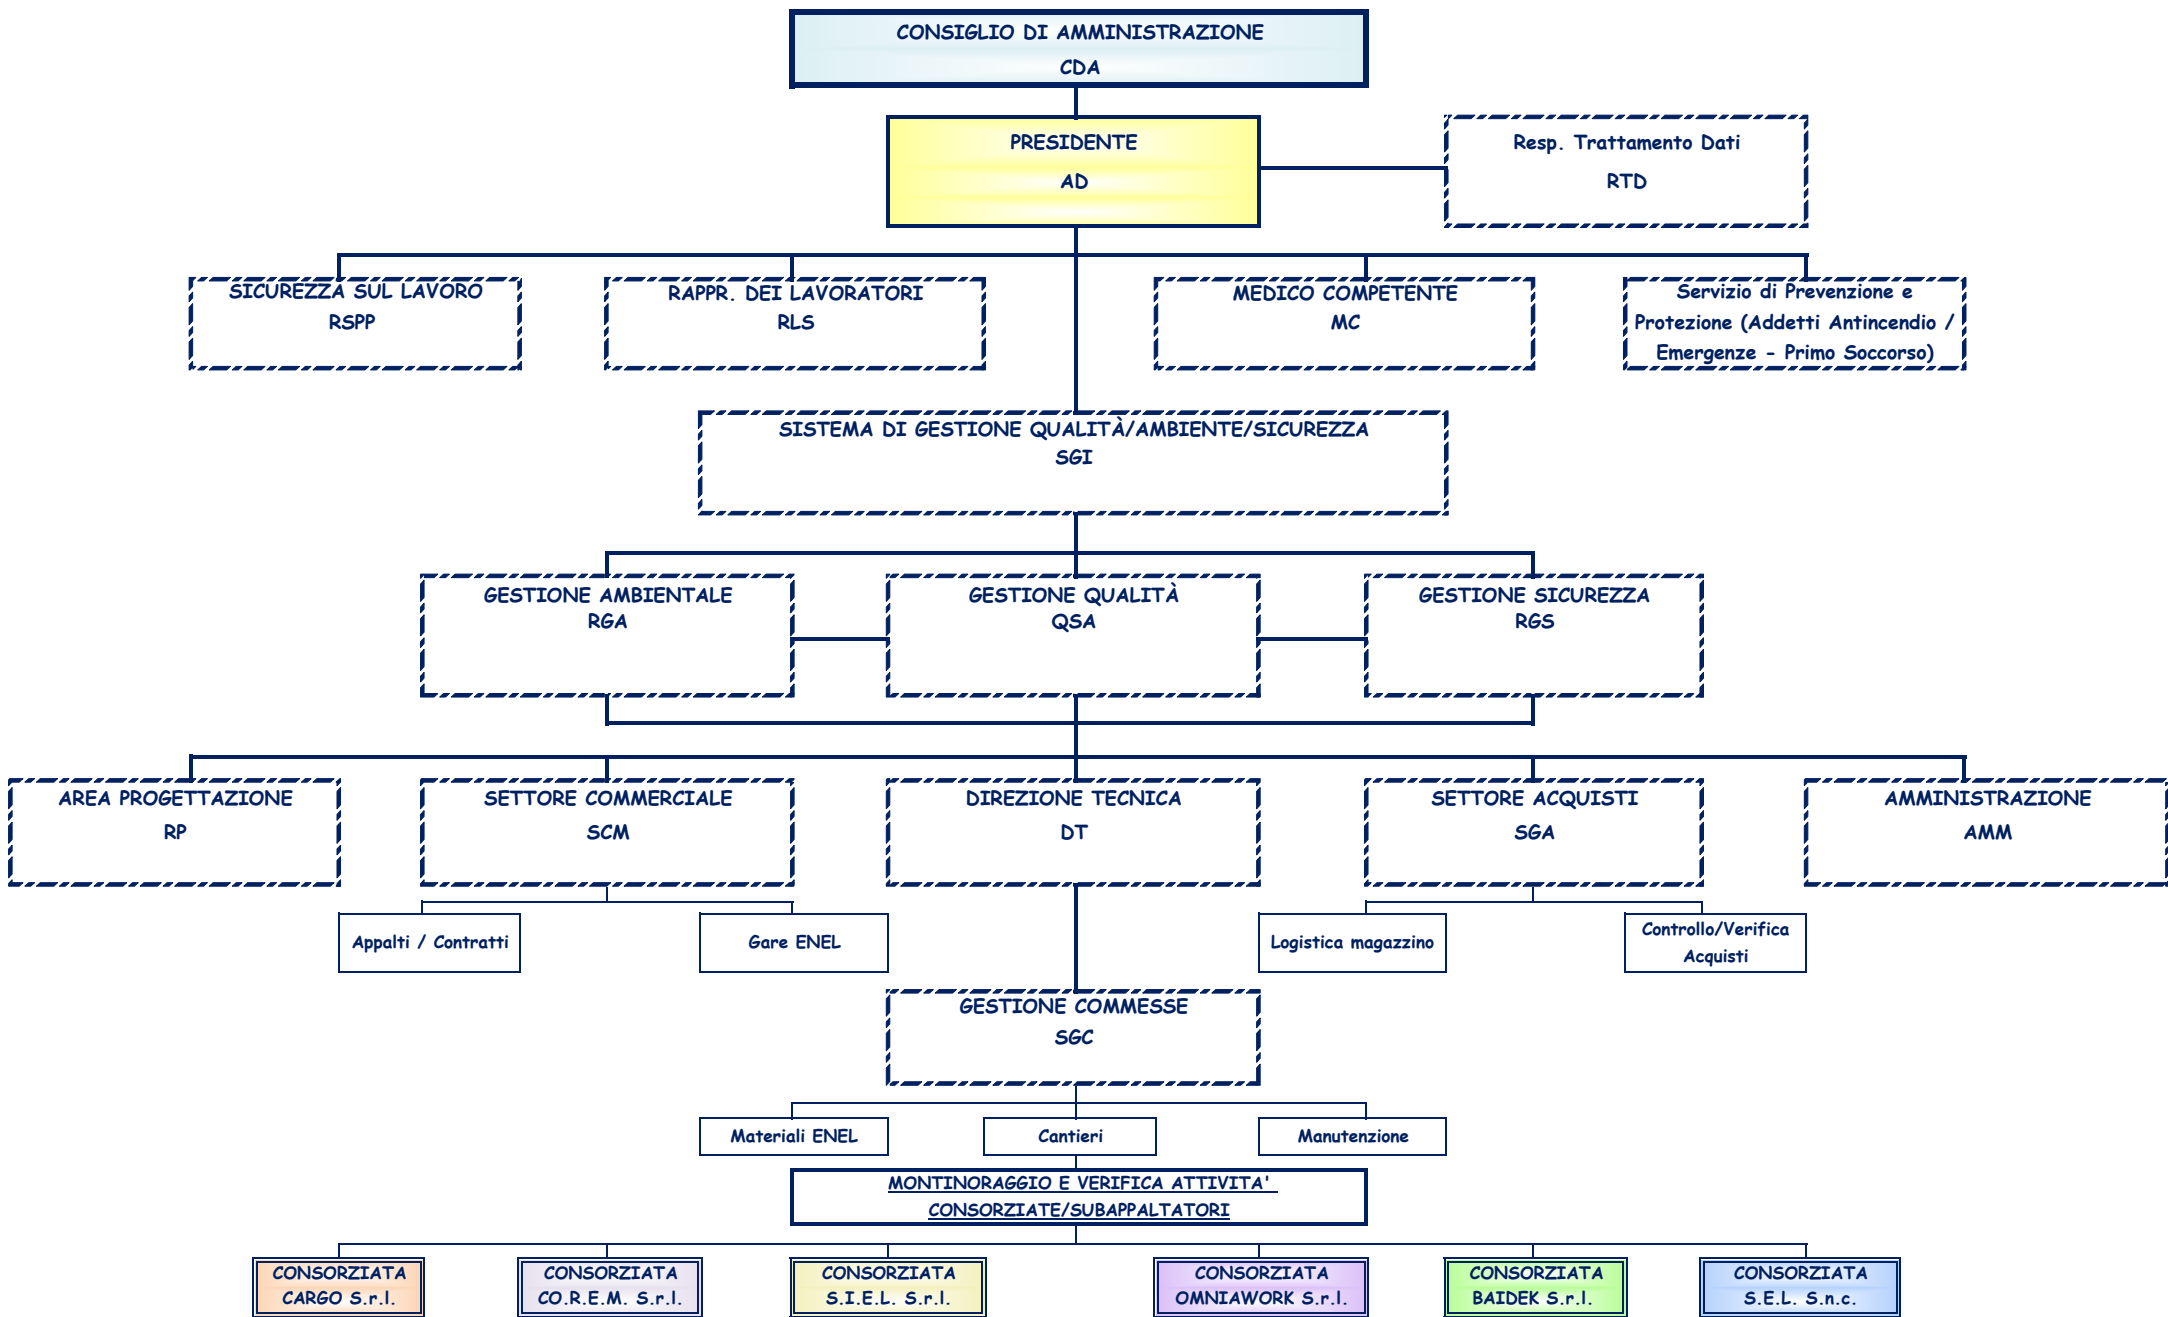 CONSIGLIO DI AMMINISTRAZIONE
CDA
PRESIDENTE
AD
Resp. Trattamento Dati
RTD
SICUREZZA SUL LAVORO
RSPP
RAPPR. DEI LAVORATORI
RLS
MEDICO COMPETENTE
MC
Servizio di Prevenzione e
Protezione (Addetti Antincendio /
Emergenze - Primo Soccorso)
SISTEMA DI GESTIONE QUALITÀ/AMBIENTE/SICUREZZA
SGI
GESTIONE AMBIENTALE
RGA
GESTIONE QUALITÀ
QSA
GESTIONE SICUREZZA
RGS
AREA PROGETTAZIONE
RP
SETTORE COMMERCIALE
SCM
DIREZIONE TECNICA
DT
SETTORE ACQUISTI
SGA
AMMINISTRAZIONE
AMM
Appalti / Contratti
Gare ENEL
Logistica magazzino
Controllo/Verifica
Acquisti
GESTIONE COMMESSE
SGC
Materiali ENEL
Cantieri
Manutenzione
MONTINORAGGIO E VERIFICA ATTIVITA'
CONSORZIATE/SUBAPPALTATORI
CONSORZIATA
CARGO S.r.l.
CONSORZIATA
CO.R.E.M. S.r.l.
CONSORZIATA
S.I.E.L. S.r.l.
CONSORZIATA
OMNIAWORK S.r.l.
CONSORZIATA
BAIDEK S.r.l.
CONSORZIATA
S.E.L. S.n.c.